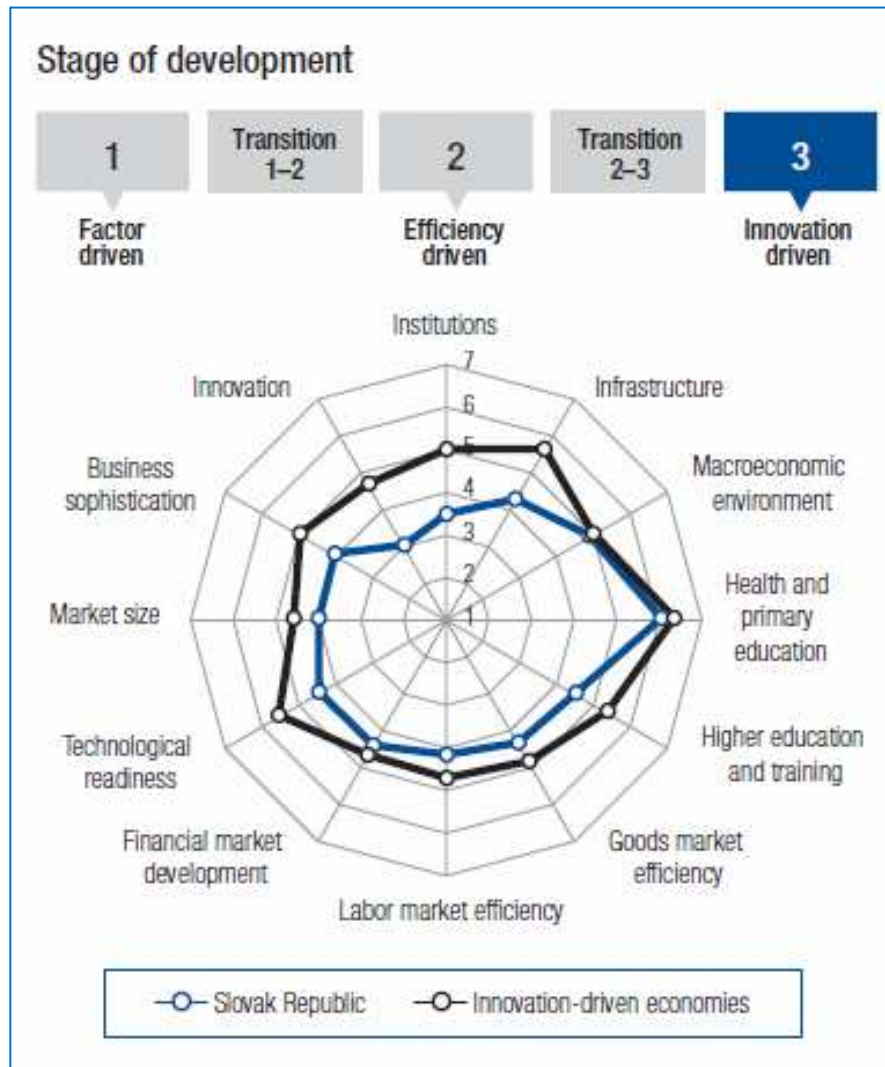 Stage of development
1
Transition
1–2
2
Transition
2–3
3
Factor
driven
Efficiency
driven
Innovation
driven
Institutions
Infrastructure
Macroeconomic
environment
Health and
primary
education
Higher education
and training
Goods market
efficiency
Labor market efficiency
Financial market
development
Technological
readiness
Market size
Business
sophistication
Innovation
7
6
5
4
3
2
1
Slovak Republic
Innovation-driven economies